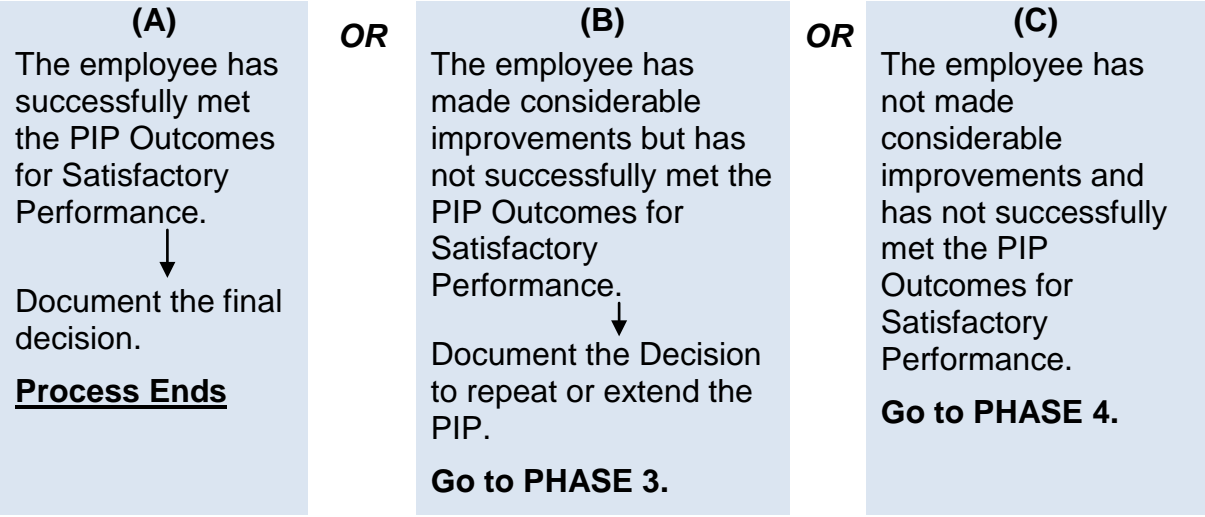 (A)
The employee has
successfully met
the PIP Outcomes
for Satisfactory
Performance.
Document the final
decision.
Process Ends
OR
(B)
The employee has
made considerable
improvements but has
not successfully met the
PIP Outcomes for
Satisfactory
Performance.
Document the Decision
to repeat or extend the
PIP.
Go to PHASE 3.
OR
(C)
The employee has
not made
considerable
improvements and
has not successfully
met the PIP
Outcomes for
Satisfactory
Performance.
Go to PHASE 4.